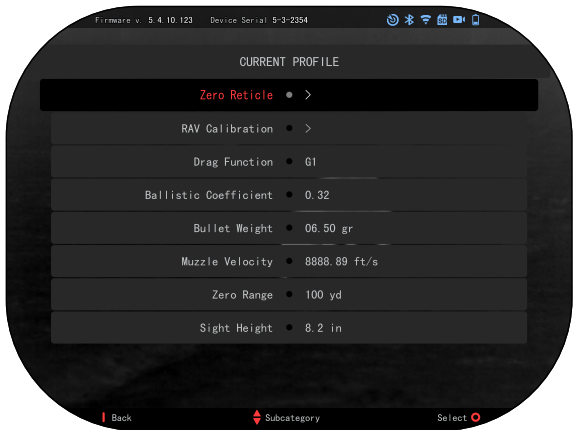 Firmware v. 5.4.10.123 Device Serial 5-3-2354
CURRENT PROFILE
Zero Reticle >
RAV Calibration >
Drag Function G1
Ballistic Coefficient 0.32
Bullet Weight 06.50 gr
Muzzle Velocity 8888.89 ft/s
Zero Range 100 yd
Sight Height 8.2 in
Back Subcategory Select